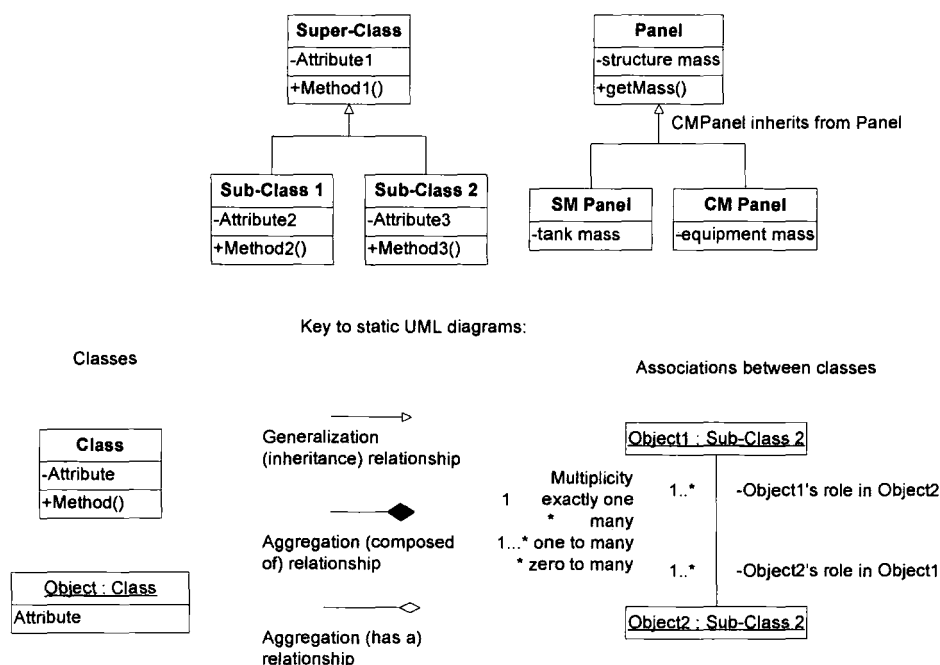 Super-Class
-Attribute1
+Method1()
Sub-Class 1
-Attribute2
+Method2()
Sub-Class 2
-Attribute3
+Method3()
Panel
-structure mass
+getMass()
CMPanel inherits from Panel
SM Panel
-tank mass
CM Panel
-equipment mass
Key to static UML diagrams:
Classes
Class
-Attribute
+Method()
Object : Class
Attribute
Generalization
(inheritance) relationship
Aggregation (composed
of) relationship
Aggregation (has a)
relationship
Associations between classes
Multiplicity
1 exactly one
* many
1...* one to many
* zero to many
Object1 : Sub-Class 2
1..* -Object1's role in Object2
1..* -Object2's role in Object1
Object2 : Sub-Class 2